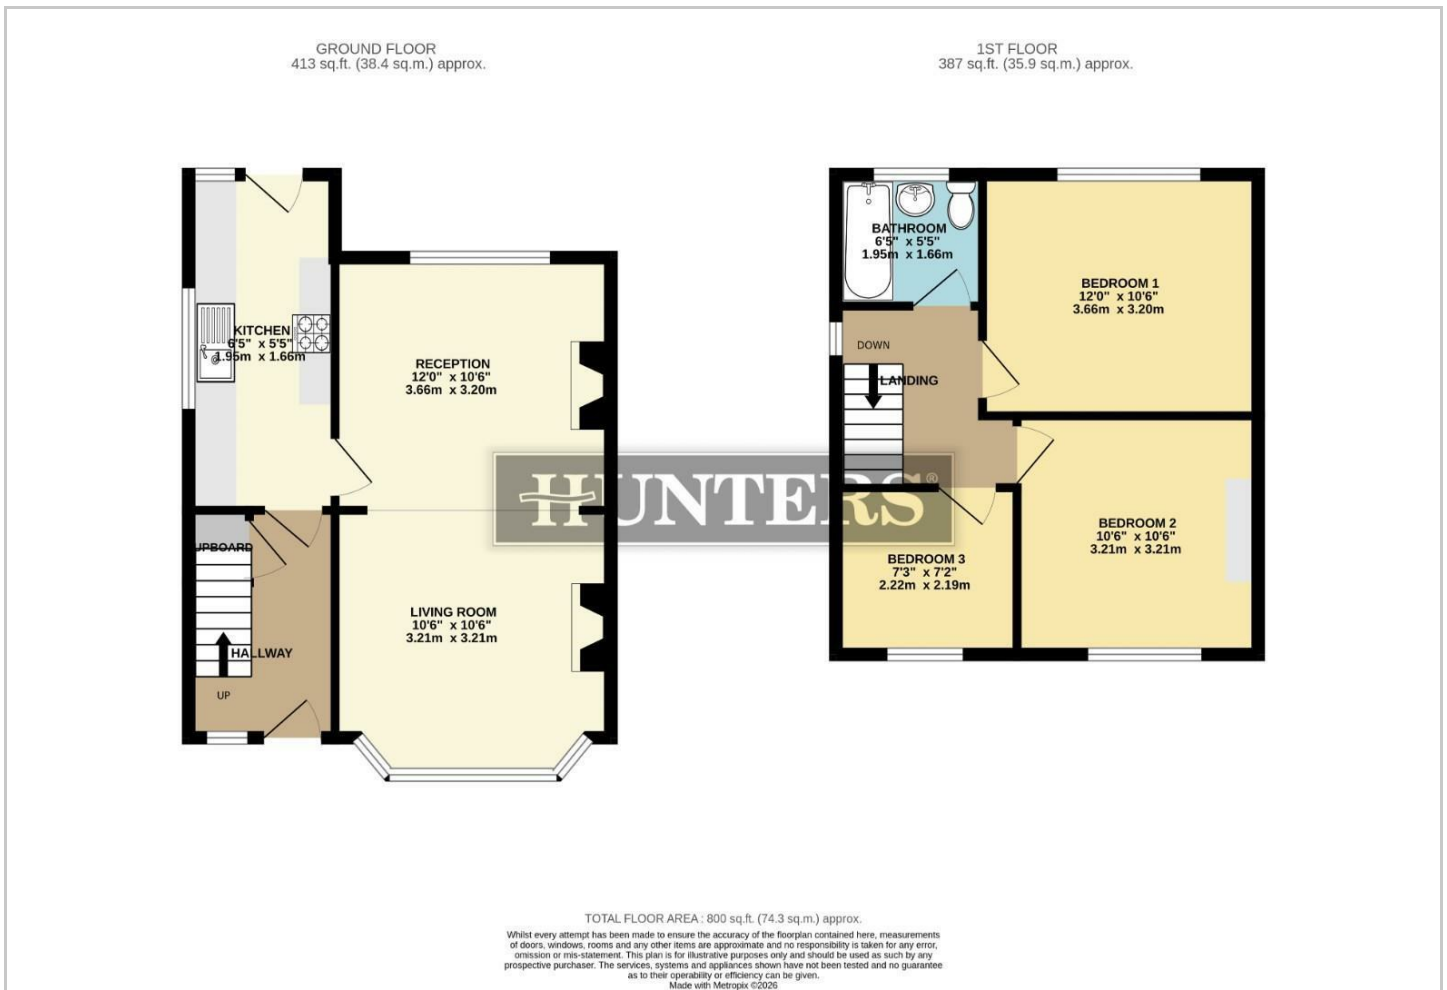 GROUND FLOOR
413 sq.ft. (38.4 sq.m.) approx.
1ST FLOOR
387 sq.ft. (35.9 sq.m.) approx.
KITCHEN
6'5" x 5'5"
1.95m x 1.66m
RECEPTION
12'0" x 10'6"
3.66m x 3.20m
UPBOARD
HALLWAY
UP
LIVING ROOM
10'6" x 10'6"
3.21m x 3.21m
HUNTERS®
BATHROOM
6'5" x 5'5"
1.95m x 1.66m
BEDROOM 1
12'0" x 10'6"
3.66m x 3.20m
DOWN
LANDING
BEDROOM 2
10'6" x 10'6"
3.21m x 3.21m
BEDROOM 3
7'3" x 7'2"
2.22m x 2.19m
TOTAL FLOOR AREA : 800 sq.ft. (74.3 sq.m.) approx.
Whilst every attempt has been made to ensure the accuracy of the floorplan contained here, measurements
of doors, windows, rooms and any other items are approximate and no responsibility is taken for any error,
omission or mis-statement. This plan is for illustrative purposes only and should be used as such by any
prospective purchaser. The services, systems and appliances shown have not been tested and no guarantee
as to their operability or efficiency can be given.
Made with Metropix ©2026